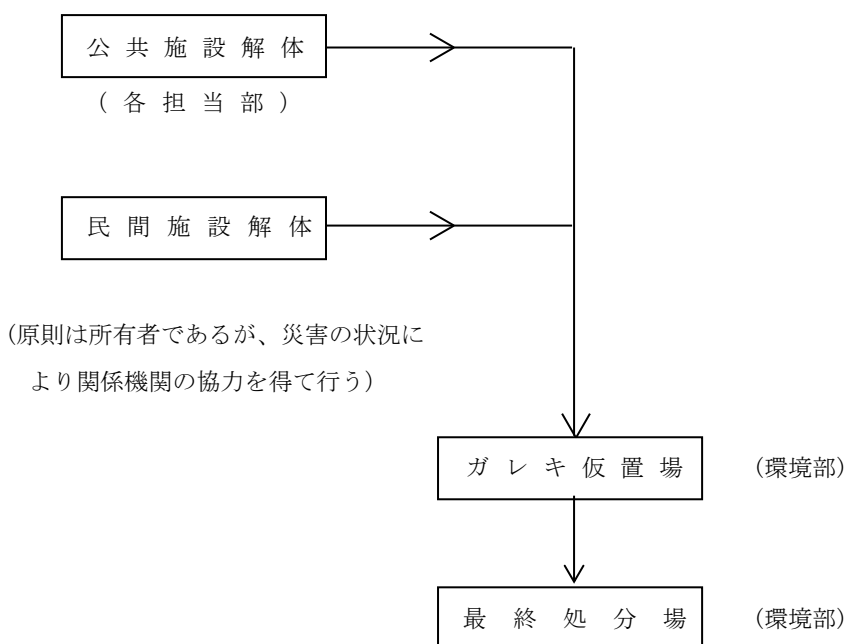 公共施設解体
(各担当部)
民間施設解体
(原則は所有者であるが、災害の状況に
より関係機関の協力を得て行う)
ガレキ仮置場
(環境部)
最終処分場
(環境部)